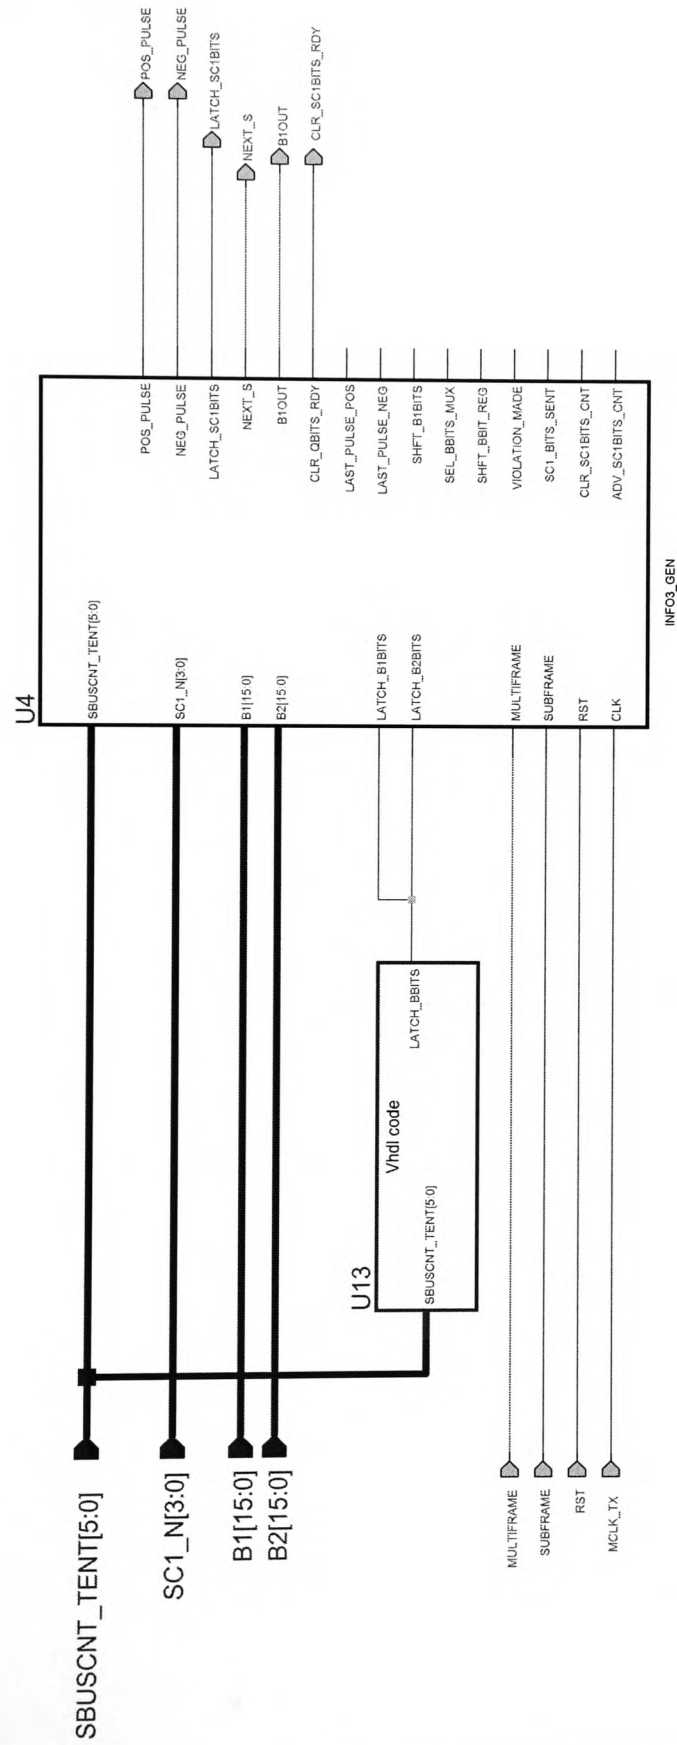 SBUSCNT_TENT[5:0]
SC1_N[3:0]
B1[15:0]
B2[15:0]
MULTIFRAME
SUBFRAME
RST
MCLK_TX
U13
SBUSCNT_TENT(5:0)
Vhdl code
LATCH_BBITS
U4
SBUSCNT_TENT[5:0]
SC1_N[3:0]
B1[15:0]
B2[15:0]
LATCH_B1BITS
LATCH_B2BITS
MULTIFRAME
SUBFRAME
RST
CLK
INFO3_GEN
POS_PULSE
NEG_PULSE
LATCH_SC1BITS
NEXT_S
B1OUT
CLR_QBITS_RDY
LAST_PULSE_POS
LAST_PULSE_NEG
SHFT_B1BITS
SEL_BBITS_MUX
SHFT_BBIT_REG
VIOLATION_MADE
SC1_BITS_SENT
CLR_SC1BITS_CNT
ADV_SC1BITS_CNT
POS_PULSE
NEG_PULSE
LATCH_SC1BITS
NEXT_S
B1OUT
CLR_SC1BITS_RDY